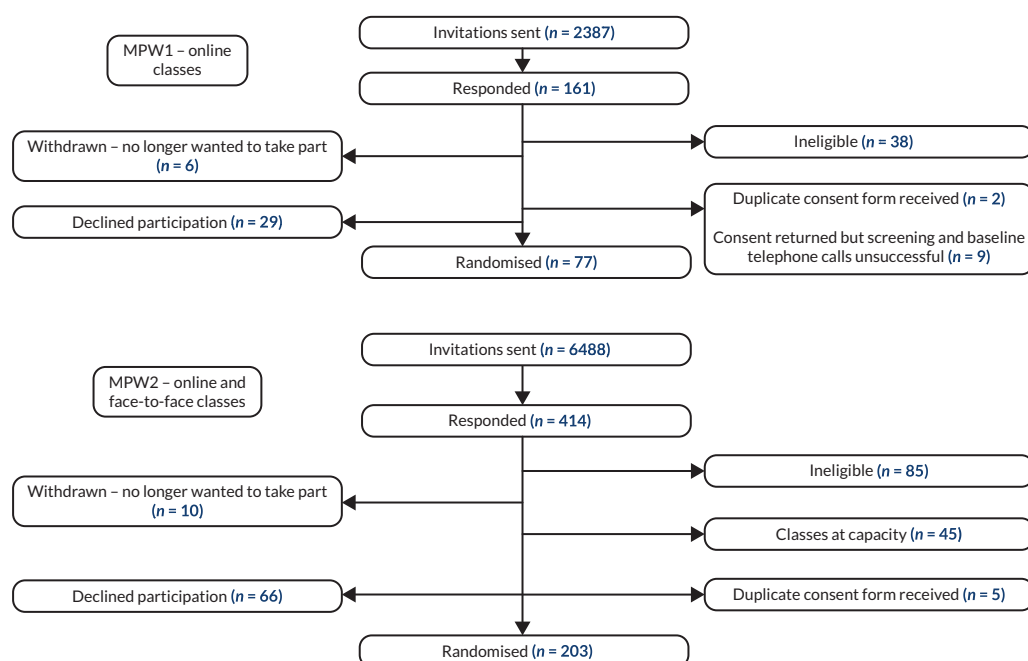 MPW1 – online
classes
Invitations sent (n = 2387)
Responded (n = 161)
Withdrawn – no longer wanted to take part
(n = 6)
Ineligible (n = 38)
Declined participation (n = 29)
Duplicate consent form received (n = 2)
Consent returned but screening and baseline
telephone calls unsuccessful (n = 9)
Randomised (n = 77)
MPW2 – online and
face-to-face classes
Invitations sent (n = 6488)
Responded (n = 414)
Ineligible (n = 85)
Withdrawn – no longer wanted to take part
(n = 10)
Classes at capacity (n = 45)
Declined participation (n = 66)
Duplicate consent form received (n = 5)
Randomised (n = 203)